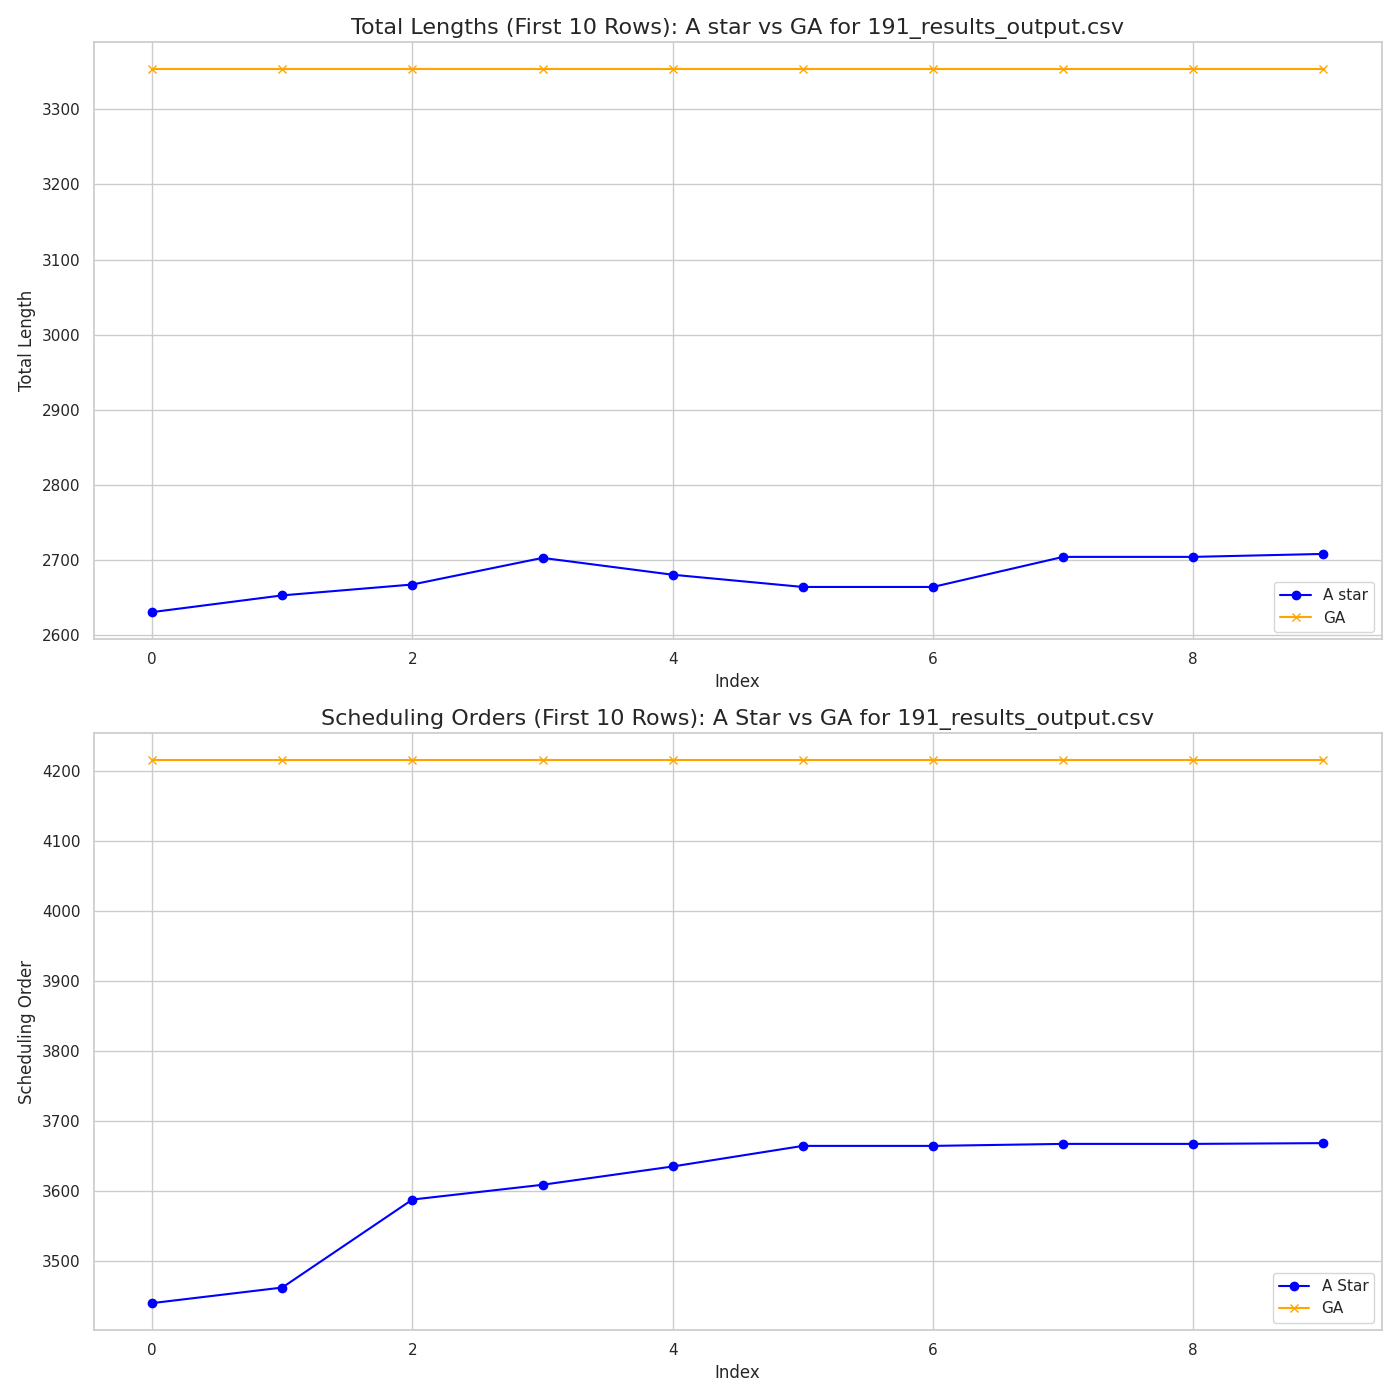 Total Lengths (First 10 Rows): A star vs GA for 191_results_output.csv
3300
3200
3100
3000
2900
2800
2700
2600
Total Length
A star
GA
0 2 4 6 8
Index
Scheduling Orders (First 10 Rows): A Star vs GA for 191_results_output.csv
4200
4100
4000
3900
3800
3700
3600
3500
Scheduling Order
A Star
GA
0 2 4 6 8
Index